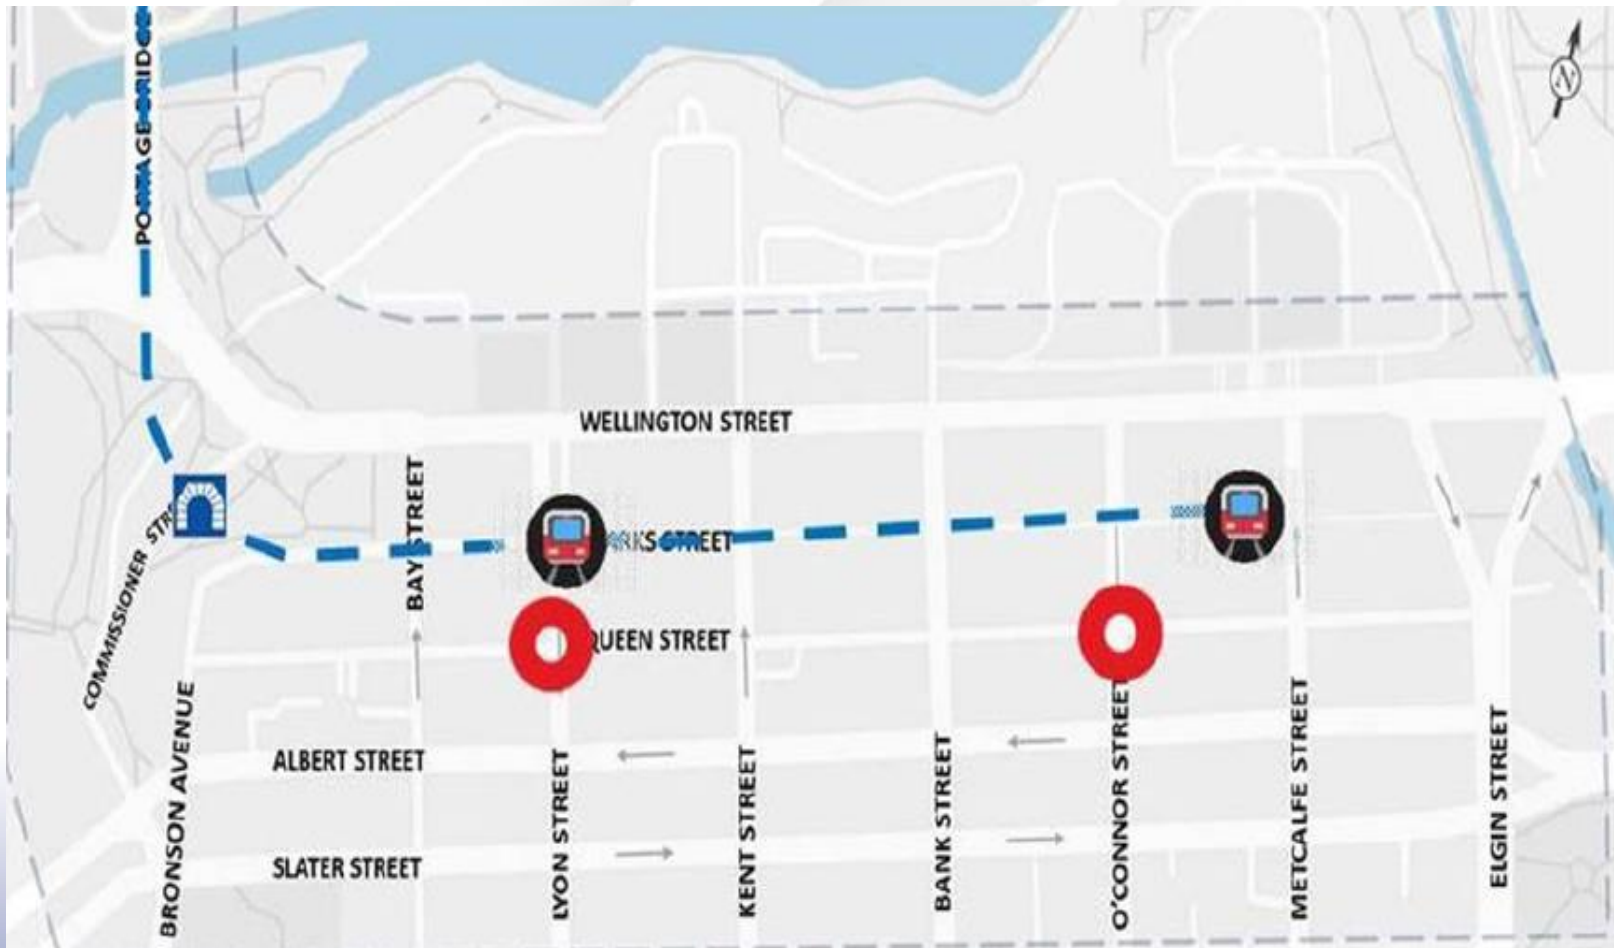 PORTAGE BRIDGE
N
WELLINGTON STREET
BAY STREET
COMMISSIONER
STREET
QUEEN STREET
BRONSON AVENUE
ALBERT STREET
LYON STREET
KENT STREET
BANK STREET
O'CONNOR STREET
METCALFE STREET
ELGIN STREET
SLATER STREET